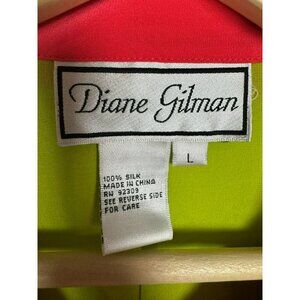 Diane Gilman
L
100% SILK
MADE IN CHINA
RN 92309
SEE REVERSE SIDE
FOR CARE